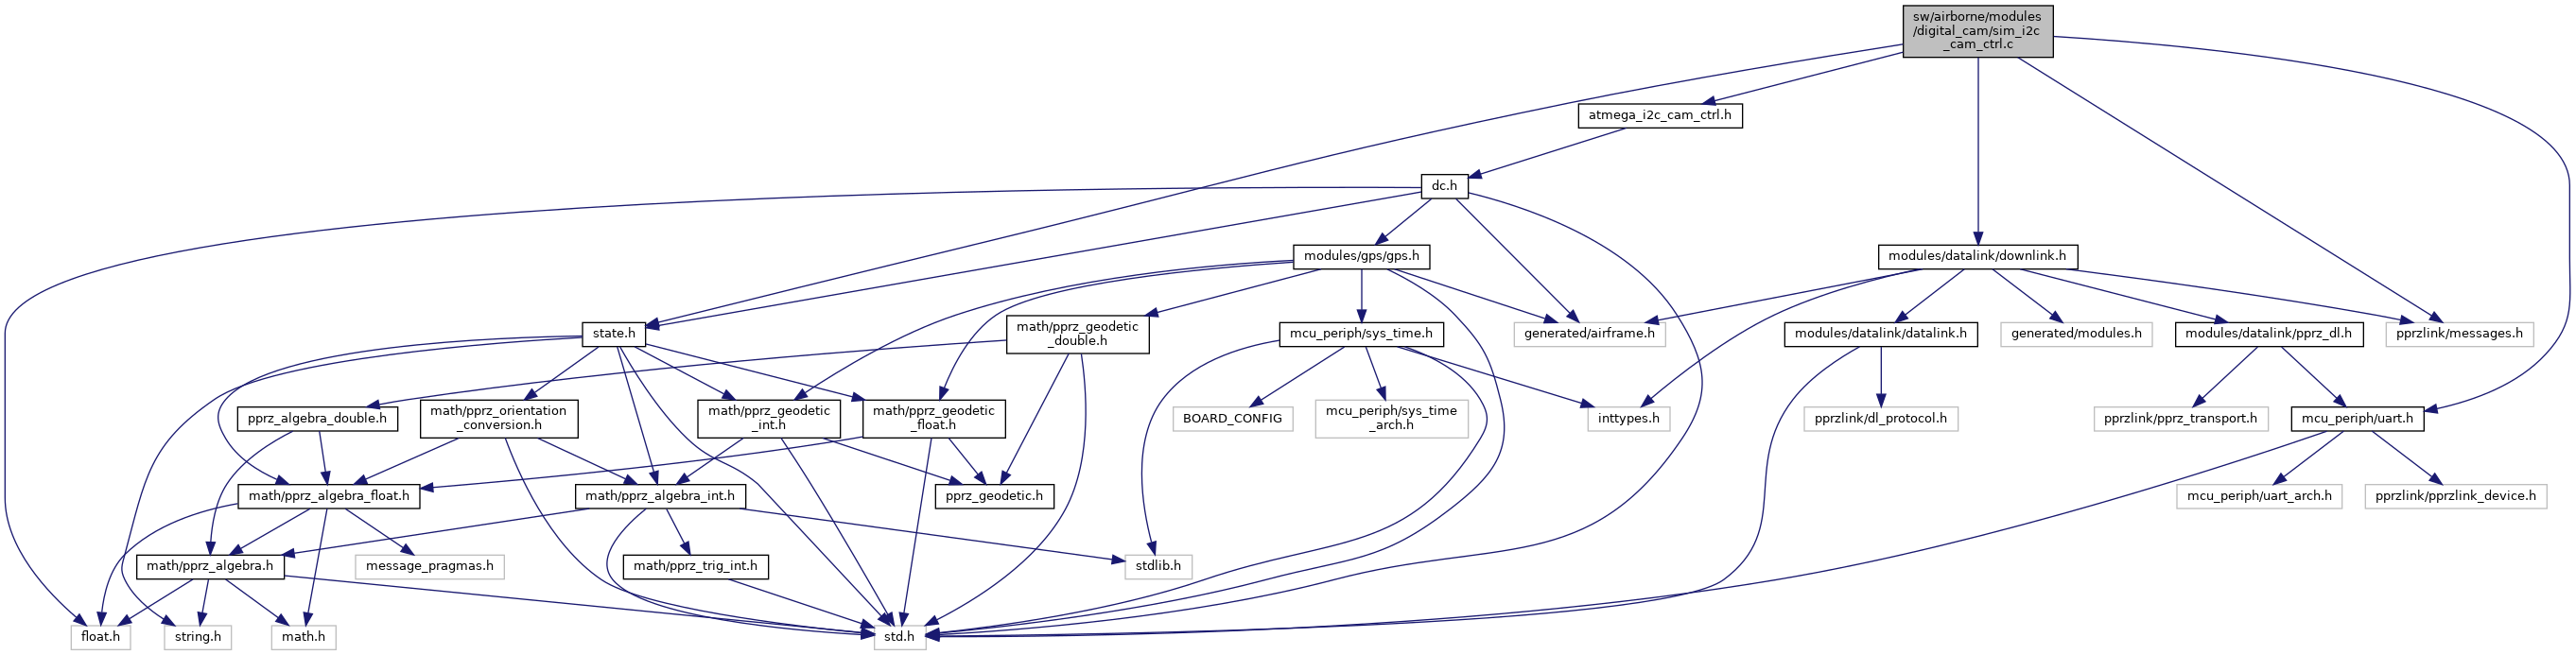 sw/airborne/modules
/digital_cam/sim_i2c
_cam_ctrl.c
atmega_i2c_cam_ctrl.h
dc.h
modules/gps/gps.h
modules/datalink/downlink.h
state.h
math/pprz_geodetic
_double.h
mcu_periph/sys_time.h
generated/airframe.h
modules/datalink/datalink.h
generated/modules.h
modules/datalink/pprz_dl.h
pprzlink/messages.h
pprz_algebra_double.h
math/pprz_orientation
_conversion.h
math/pprz_geodetic
_int.h
math/pprz_geodetic
_float.h
BOARD_CONFIG
mcu_periph/sys_time
_arch.h
inttypes.h
pprzlink/dl_protocol.h
pprzlink/pprz_transport.h
mcu_periph/uart.h
math/pprz_algebra_float.h
math/pprz_algebra_int.h
pprz_geodetic.h
mcu_periph/uart_arch.h
pprzlink/pprzlink_device.h
math/pprz_algebra.h
message_pragmas.h
math/pprz_trig_int.h
stdlib.h
float.h
string.h
math.h
std.h